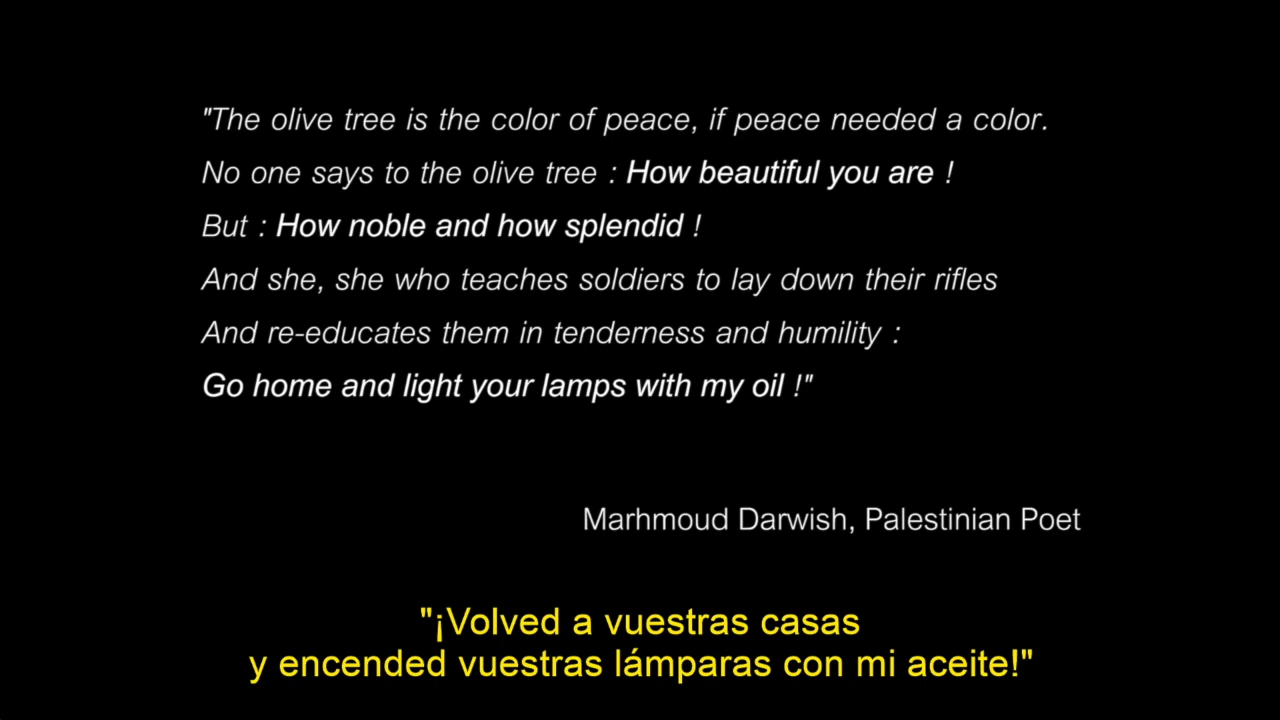 "The olive tree is the color of peace, if peace needed a color.
No one says to the olive tree : How beautiful you are !
But : How noble and how splendid !
And she, she who teaches soldiers to lay down their rifles
And re-educates them in tenderness and humility :
Go home and light your lamps with my oil !"
Marhmoud Darwish, Palestinian Poet
"¡Volved a vuestras casas
y encended vuestras lámparas con mi aceite!"